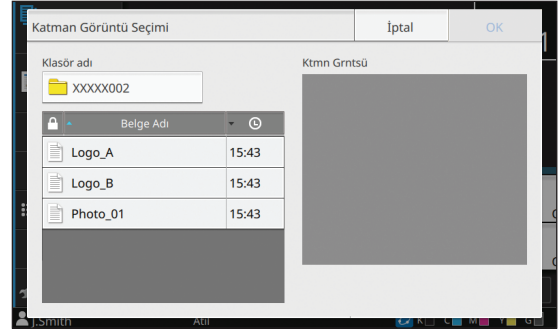 Katman Görüntü Seçimi
İptal
OK
Klasör adı
Ktmn Grntsü
XXXXX002
Belge Adı
Logo_A
15:43
Logo_B
15:43
Photo_01
15:43
J.Smith
Atıl
K
C
M
Y
G